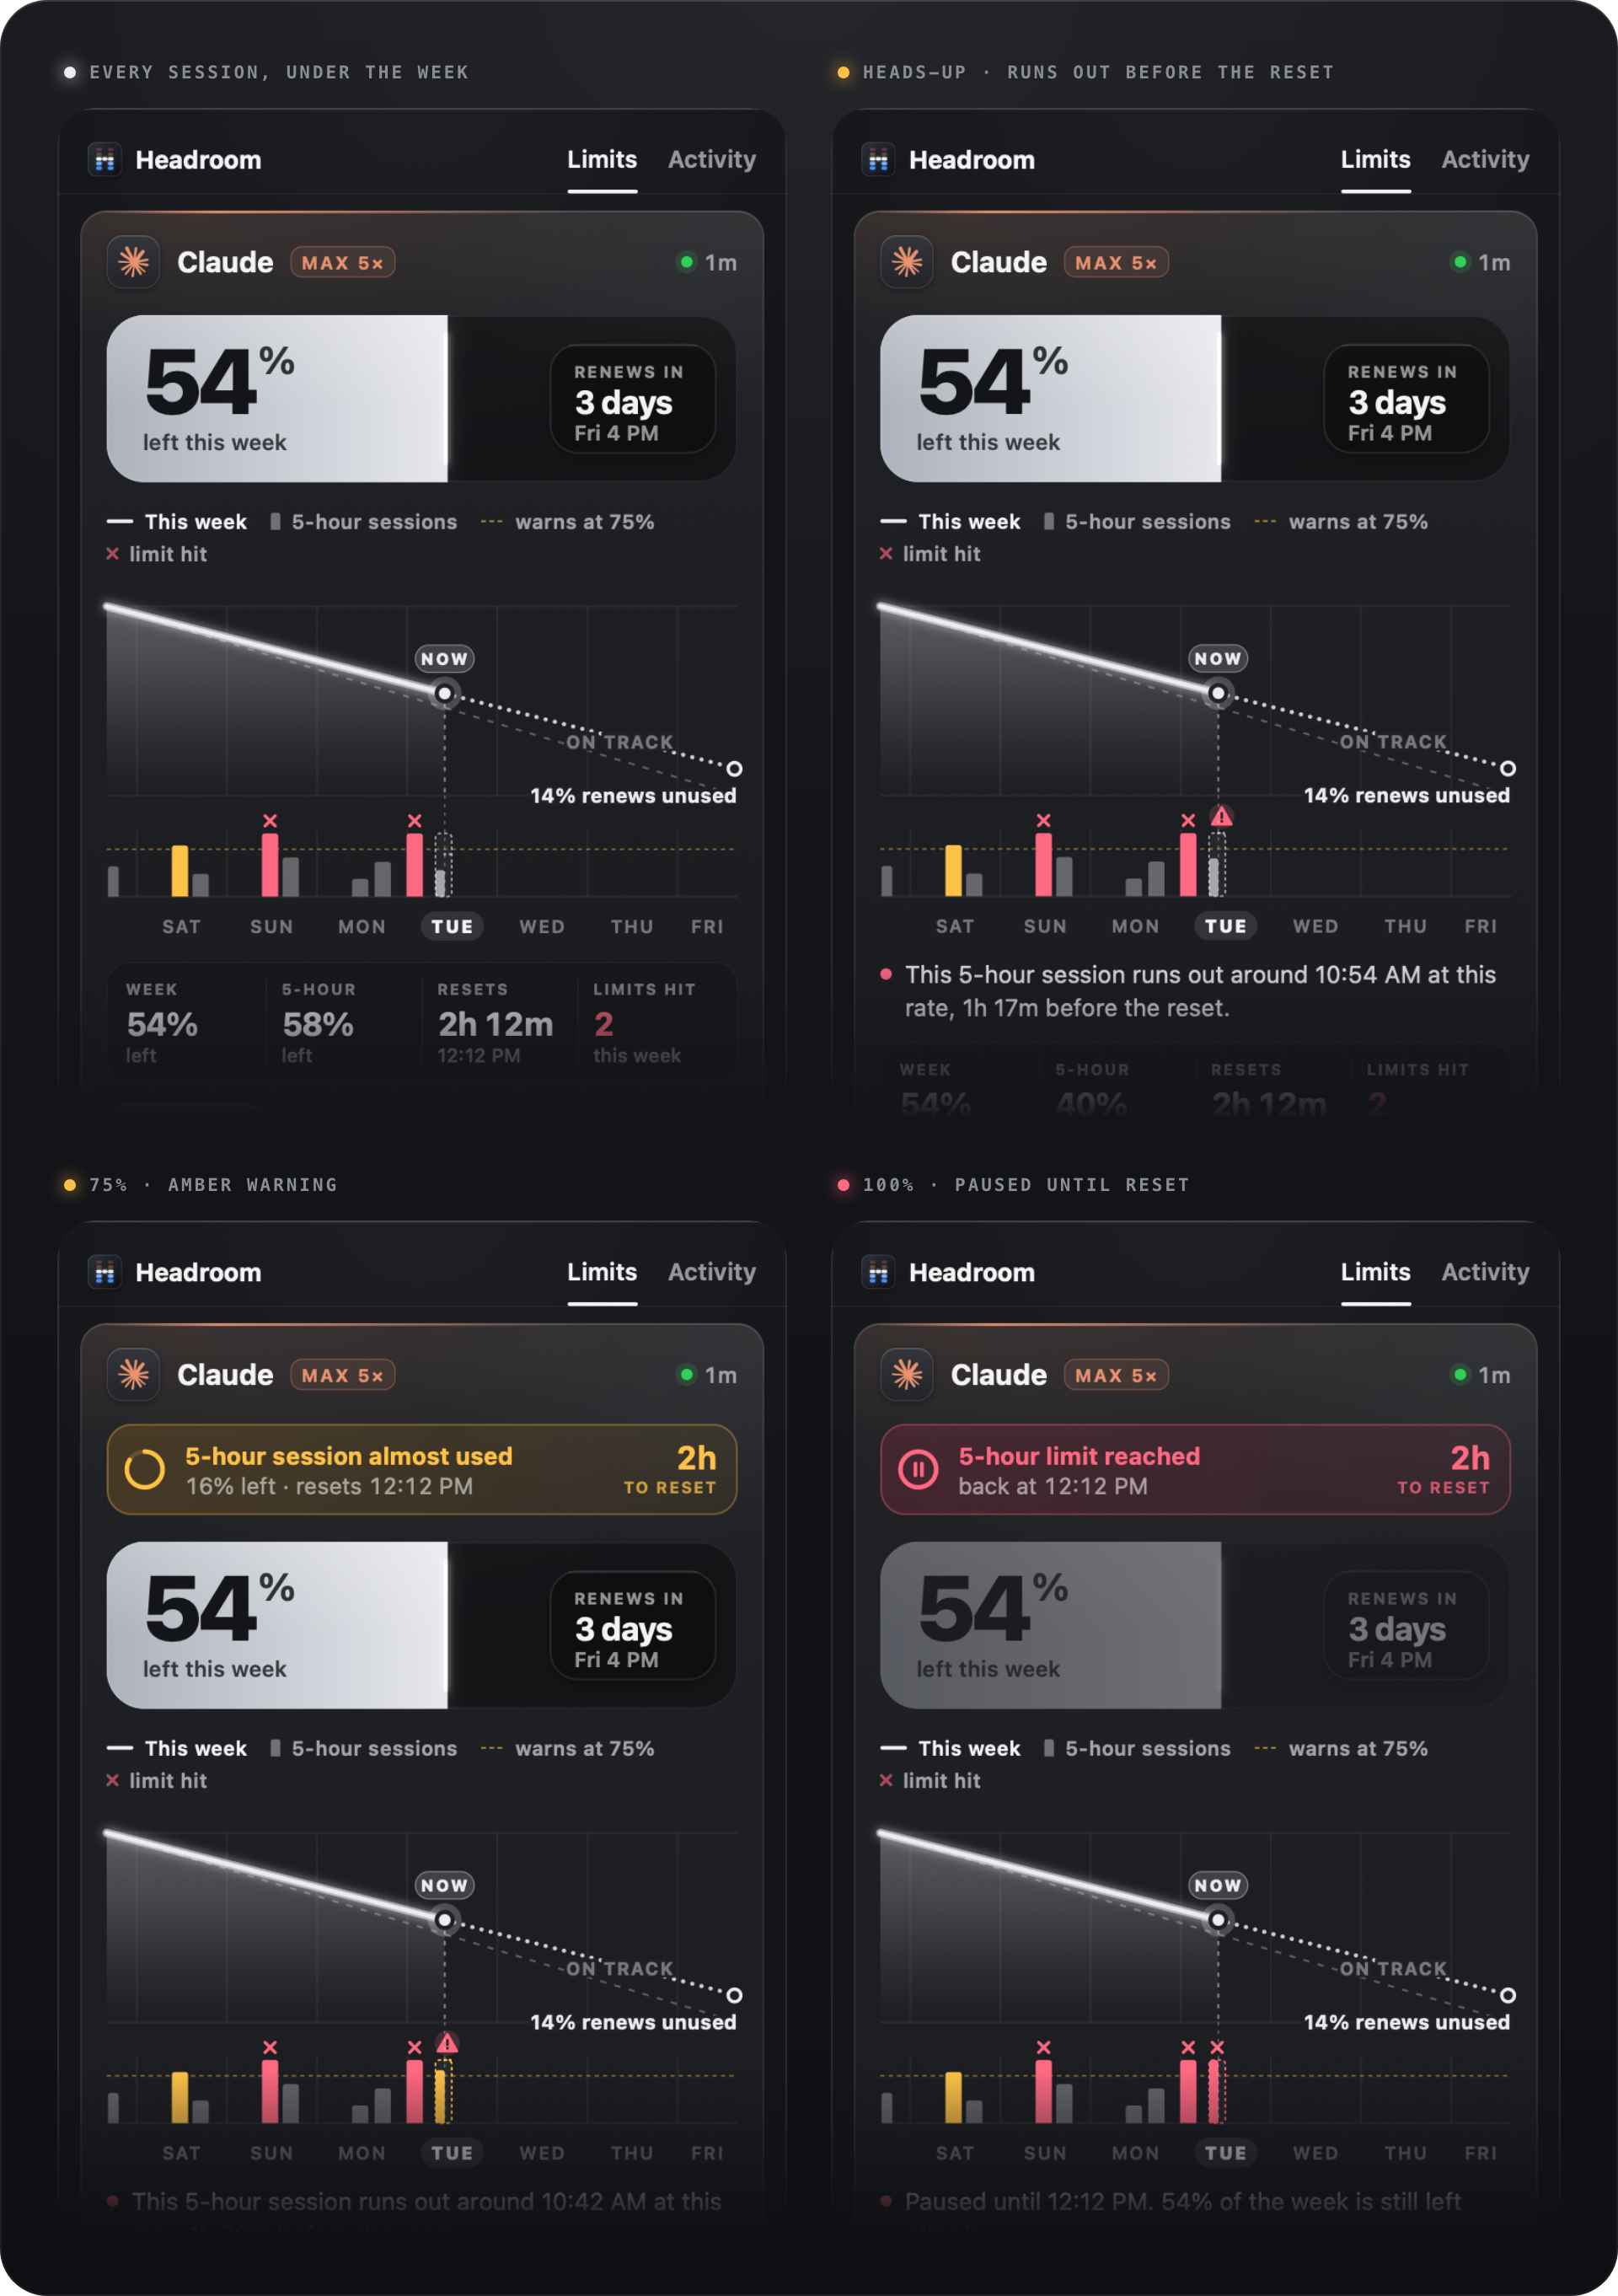 EVERY SESSION, UNDER THE WEEK
Headroom
Limits
Activity
Claude
MAX 5×
1m
54%
left this week
RENEWS IN
3 days
Fri 4 PM
This week
5-hour sessions
warns at 75%
limit hit
NOW
ON TRACK
14% renews unused
SAT
SUN
MON
TUE
WED
THU
FRI
WEEK
54%
left
5-HOUR
58%
left
RESETS
2h 12m
12:12 PM
LIMITS HIT
2
this week
HEADS-UP · RUNS OUT BEFORE THE RESET
Headroom
Limits
Activity
Claude
MAX 5×
1m
54%
left this week
RENEWS IN
3 days
Fri 4 PM
This week
5-hour sessions
warns at 75%
limit hit
NOW
ON TRACK
14% renews unused
SAT
SUN
MON
TUE
WED
THU
FRI
This 5-hour session runs out around 10:54 AM at this
rate, 1h 17m before the reset.
WEEK
54%
5-HOUR
40%
RESETS
2h 12m
LIMITS HIT
2
75% · AMBER WARNING
Headroom
Limits
Activity
Claude
MAX 5×
1m
5-hour session almost used
16% left · resets 12:12 PM
2h
TO RESET
54%
left this week
RENEWS IN
3 days
Fri 4 PM
This week
5-hour sessions
warns at 75%
limit hit
NOW
ON TRACK
14% renews unused
SAT
SUN
MON
TUE
WED
THU
FRI
This 5-hour session runs out around 10:42 AM at this
100% · PAUSED UNTIL RESET
Headroom
Limits
Activity
Claude
MAX 5×
1m
5-hour limit reached
back at 12:12 PM
2h
TO RESET
54%
left this week
RENEWS IN
3 days
Fri 4 PM
This week
5-hour sessions
warns at 75%
limit hit
NOW
ON TRACK
14% renews unused
SAT
SUN
MON
TUE
WED
THU
FRI
Paused until 12:12 PM. 54% of the week is still left